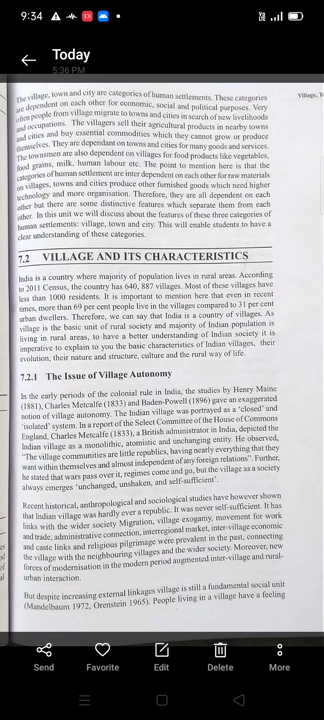 9:34
Today
5:36 PM
Village, T
The village, town and city are categories of human settlements. These categories
are dependent on each other for economic, social and political purposes. Very
often people from village migrate to towns and cities in search of new livelihoods
and occupations. The villagers sell their agricultural products in nearby towns
and cities and buy essential commodities which they cannot grow or produce
themselves. They are dependant on towns and cities for many goods and services.
The townsmen are also dependent on villages for food products like vegetables,
food grains, milk, human labour etc. The point to mention here is that the
categories of human settlement are inter dependent on each other for raw materials
on villages, towns and cities produce other furnished goods which need higher
technology and more organisation. Therefore, they are all dependent on each
other but there are some distinctive features which separate them from each
other. In this unit we will discuss about the features of these three categories of
human settlements: village, town and city. This will enable students to have a
clear understanding of these categories.
7.2 VILLAGE AND ITS CHARACTERISTICS
India is a country where majority of population lives in rural areas. According
to 2011 Census, the country has 640, 887 villages. Most of these villages have
less than 1000 residents. It is important to mention here that even in recent
times, more than 69 per cent people live in the villages compared to 31 per cent
urban dwellers. Therefore, we can say that India is a country of villages. As
village is the basic unit of rural society and majority of Indian population is
living in rural areas, to have a better understanding of Indian society it is
imperative to explain to you the basic characteristics of Indian villages, their
evolution, their nature and structure, culture and the rural way of life.
7.2.1 The Issue of Village Autonomy
In the early periods of the colonial rule in India, the studies by Henry Maine
(1881), Charles Metcalfe (1833) and Baden-Powell (1896) gave an exaggerated
notion of village autonomy. The Indian village was portrayed as a 'closed' and
'isolated' system. In a report of the Select Committee of the House of Commons
England, Charles Metcalfe (1833), a British administrator in India, depicted the
Indian village as a monolithic, atomistic and unchanging entity. He observed,
"The village communities are little republics, having nearly everything that they
want within themselves and almost independent of any foreign relations". Further,
he stated that wars pass over it, regimes come and go, but the village as a society
always emerges 'unchanged, unshaken, and self-sufficient'.
Recent historical, anthropological and sociological studies have however shown
that Indian village was hardly ever a republic. It was never self-sufficient. It has
links with the wider society Migration, village exogamy, movement for work
and trade, administrative connection, interregional market, inter-village economic
and caste links and religious pilgrimage were prevalent in the past, connecting
the village with the neighbouring villages and the wider society. Moreover, new
forces of modernisation in the modern period augmented inter-village and rural-
urban interaction.
But despite increasing external linkages village is still a fundamental social unit
(Mandelbaum 1972, Orenstein 1965). People living in a village have a feeling
Send Favorite Edit Delete More